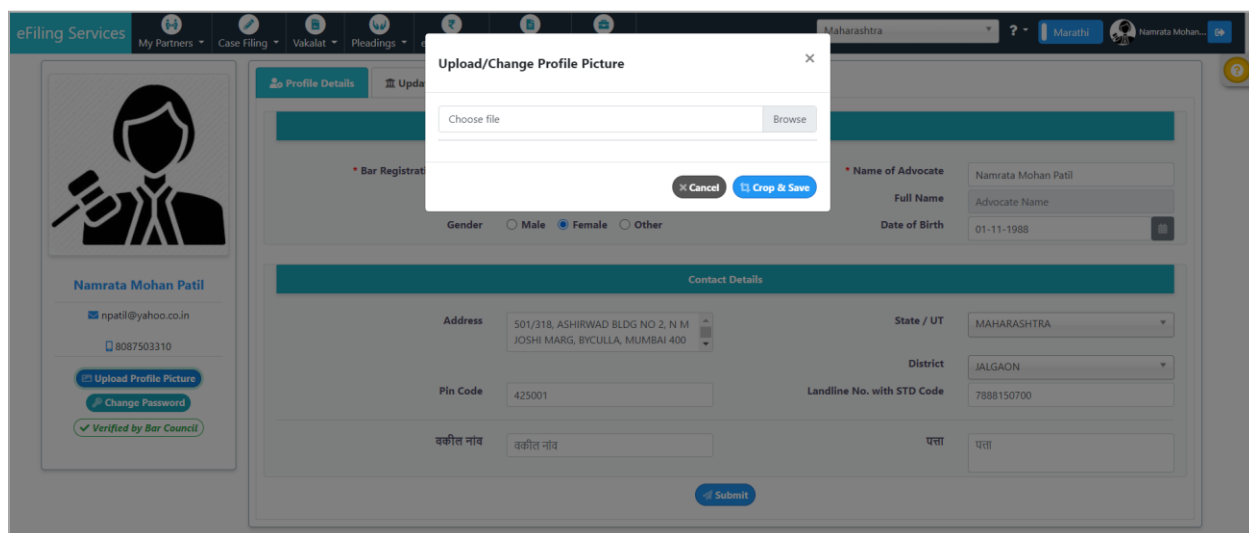 eFiling Services
My Partners
Case Filing
Vakalat
Pleadings
Maharashtra
?
Marathi
Namrata Mohan...
Upload/Change Profile Picture
×
Choose file
Browse
Cancel
Crop & Save
Profile Details
* Name of Advocate
Namrata Mohan Patil
Full Name
Advocate Name
Gender
Male
Female
Other
Date of Birth
01-11-1988
Namrata Mohan Patil
npatil@yahoo.co.in
8087503310
Upload Profile Picture
Change Password
Verified by Bar Council
Contact Details
Address
501/318, ASHIRWAD BLDG NO 2, N M
JOSHI MARG, BYCULLA, MUMBAI 400
State / UT
MAHARASHTRA
District
JALGAON
Pin Code
425001
Landline No. with STD Code
7888150700
वकील नांव
वकील नांव
पत्ता
पत्ता
Submit